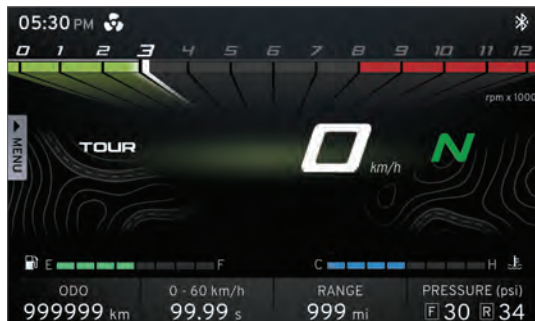 05:30 PM
0 1 2 3 4 5 6 7 8 9 10 11 12
rpm x 1000
MENU
TOUR
0 km/h
N
E F
C H
ODO
999999 km
0 - 60 km/h
99.99 s
RANGE
999 mi
PRESSURE (psi)
F 30 R 34